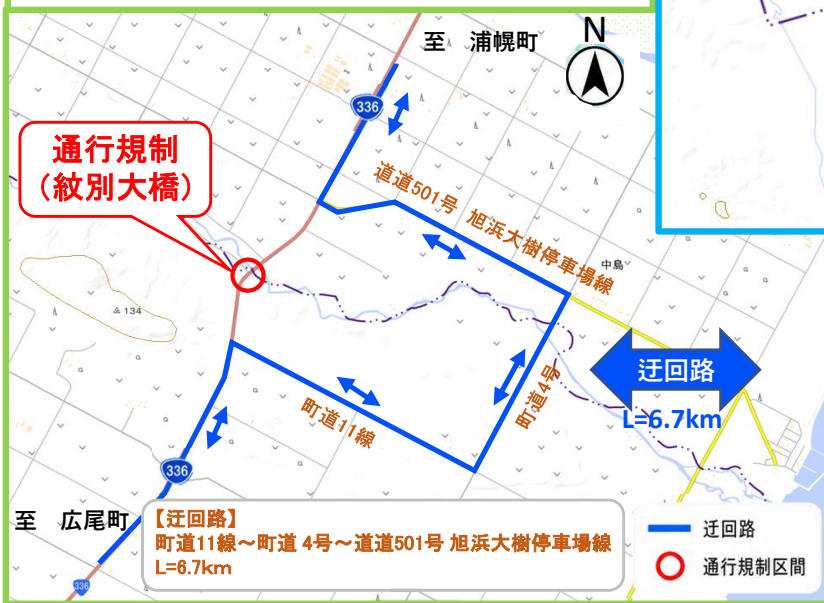 至 浦幌町
N
336
通行規制
（紋別大橋）
道道501号 旭浜大樹停車場線
中島
134
迂回路
L=6.7km
町道4号
町道11線
336
至 広尾町
【迂回路】
町道11線～町道 4号～道道501号 旭浜大樹停車場線
L=6.7km
336
迂回路
通行規制区間